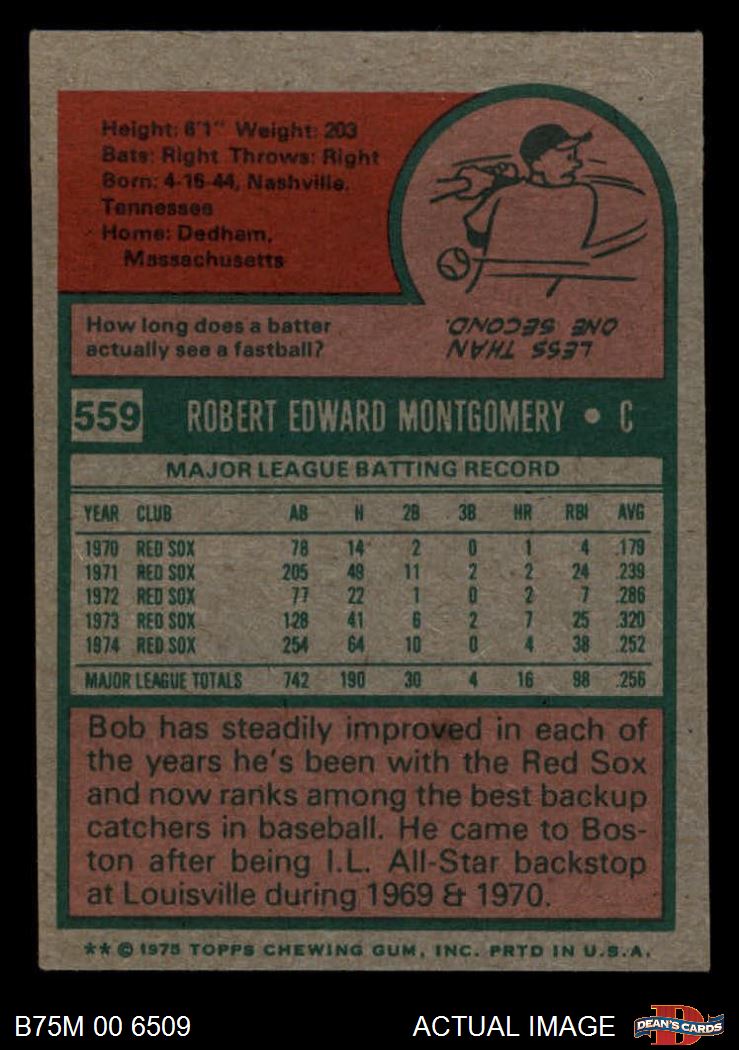 Height: 6'1" Weight: 203
Bats: Right Throws: Right
Born: 4-16-44, Nashville,
Tennessee
Home: Dedham,
Massachusetts
How long does a batter
actually see a fastball?
LESS THAN
ONE SECOND.
559 ROBERT EDWARD MONTGOMERY • C
MAJOR LEAGUE BATTING RECORD
YEAR CLUB AB H 2B 3B HR RBI AVG
1970 RED SOX 78 14 2 0 1 4 .179
1971 RED SOX 205 49 11 2 2 24 .239
1972 RED SOX 77 22 1 0 2 7 .286
1973 RED SOX 128 41 6 2 7 25 .320
1974 RED SOX 254 64 10 0 4 38 .252
MAJOR LEAGUE TOTALS 742 190 30 4 16 98 .256
Bob has steadily improved in each of
the years he's been with the Red Sox
and now ranks among the best backup
catchers in baseball. He came to Bos-
ton after being I.L. All-Star backstop
at Louisville during 1969 & 1970.
** © 1975 TOPPS CHEWING GUM, INC. PRTD IN U.S.A.
B75M 00 6509 ACTUAL IMAGE D DEAN'S CARDS